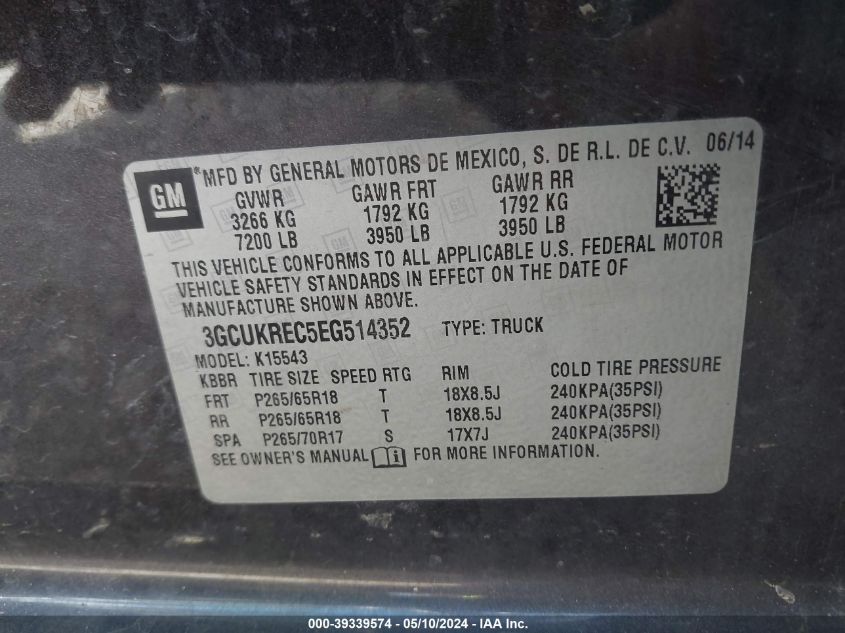 GM
*MFD BY GENERAL MOTORS DE MEXICO, S. DE R.L. DE C.V. 06/14
GVWR GAWR FRT GAWR RR
3266 KG 1792 KG 1792 KG
7200 LB 3950 LB 3950 LB
THIS VEHICLE CONFORMS TO ALL APPLICABLE U.S. FEDERAL MOTOR
VEHICLE SAFETY STANDARDS IN EFFECT ON THE DATE OF
MANUFACTURE SHOWN ABOVE.
3GCUKREC5EG514352 TYPE: TRUCK
MODEL: K15543
KBBR TIRE SIZE SPEED RTG RIM COLD TIRE PRESSURE
FRT P265/65R18 T 18X8.5J 240KPA(35PSI)
RR P265/65R18 T 18X8.5J 240KPA(35PSI)
SPA P265/70R17 S 17X7J 240KPA(35PSI)
SEE OWNER'S MANUAL FOR MORE INFORMATION.
000-39339574 — 05/10/2024 — IAA Inc.